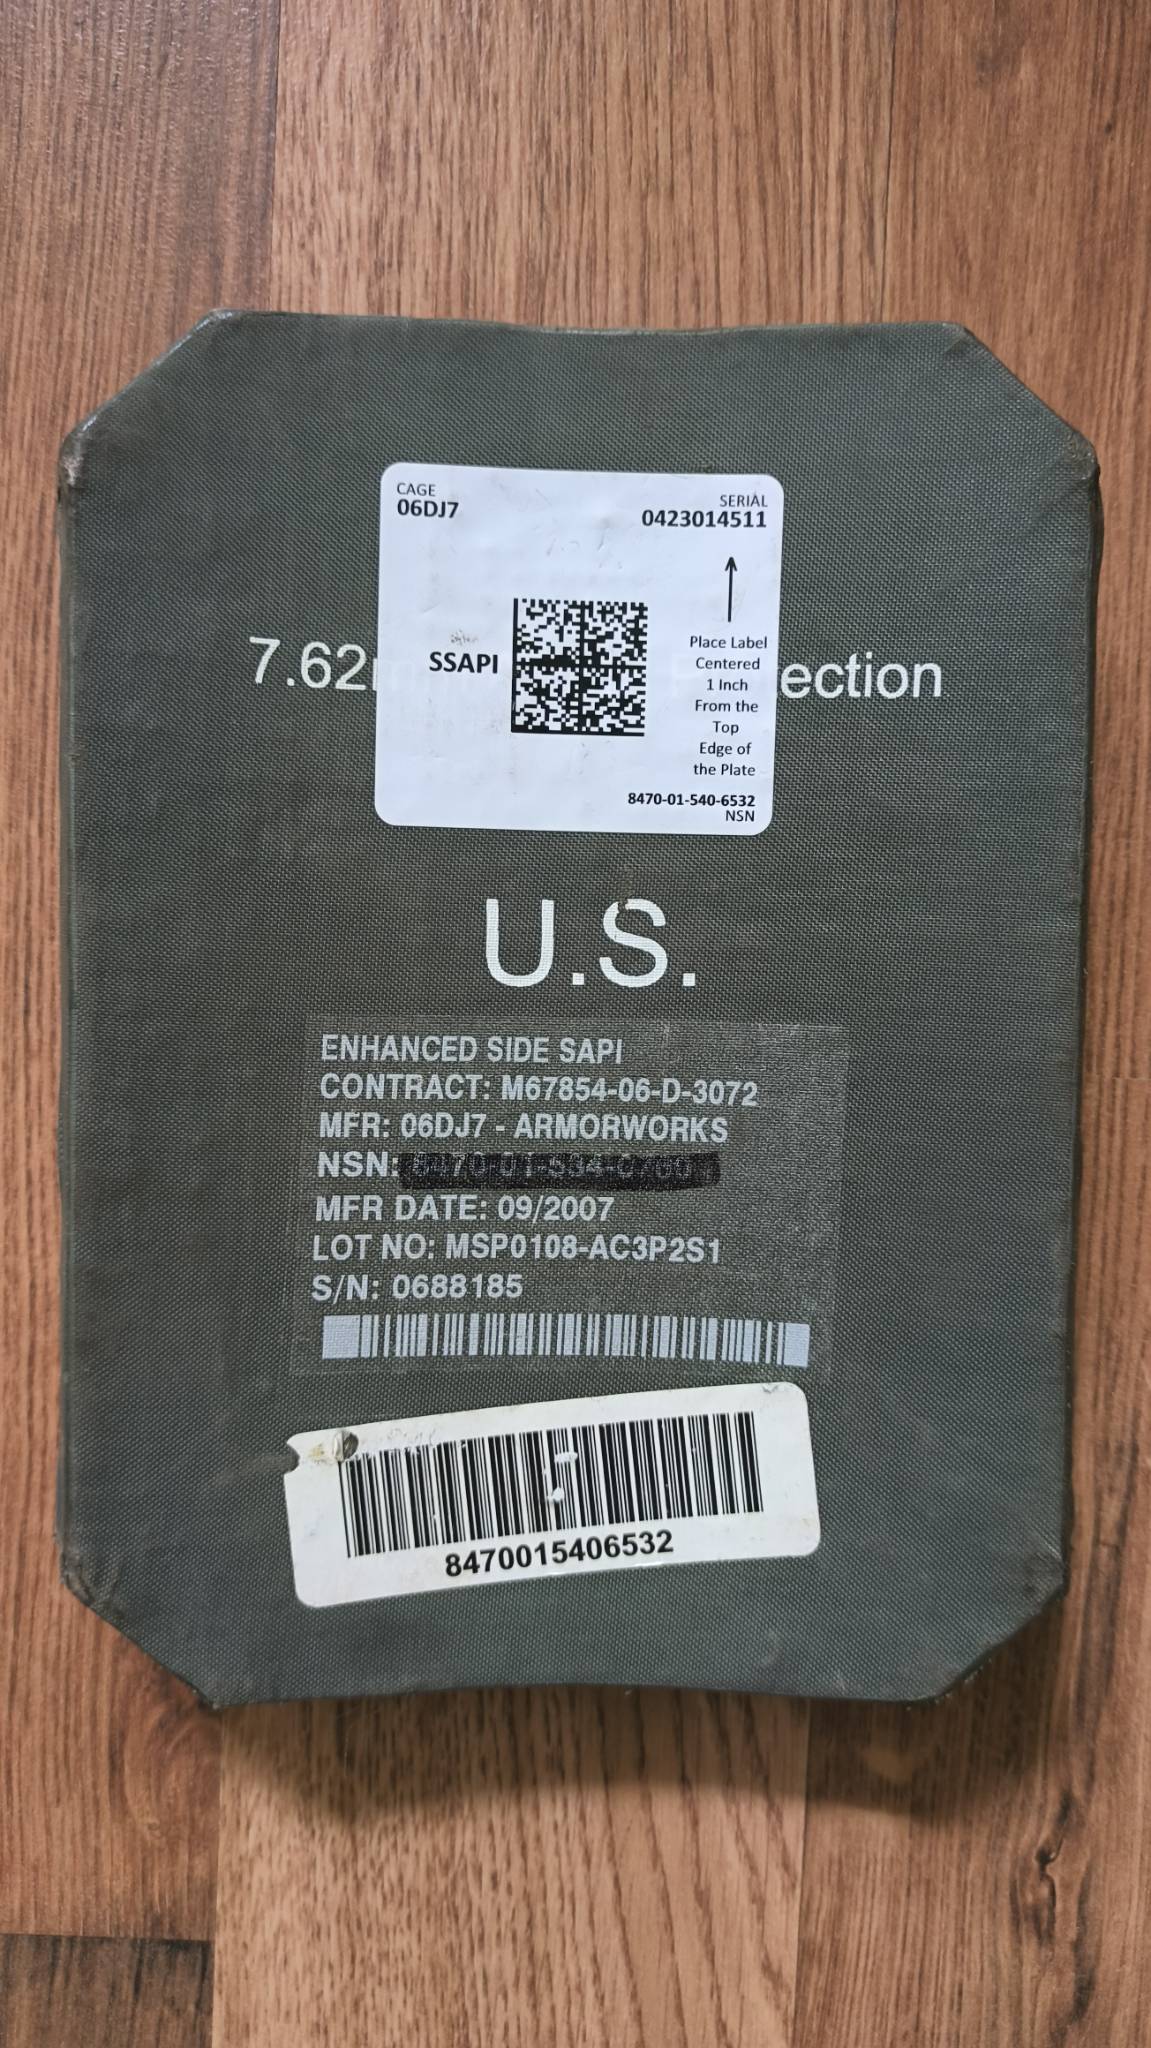 CAGE
06DJ7
SERIAL
0423014511
7.62
ection
SSAPI
Place Label
Centered
1 Inch
From the
Top
Edge of
the Plate
8470-01-540-6532
NSN
U.S.
ENHANCED SIDE SAPI
CONTRACT: M67854-06-D-3072
MFR: 06DJ7 - ARMORWORKS
NSN:
MFR DATE: 09/2007
LOT NO: MSP0108-AC3P2S1
S/N: 0688185
8470015406532